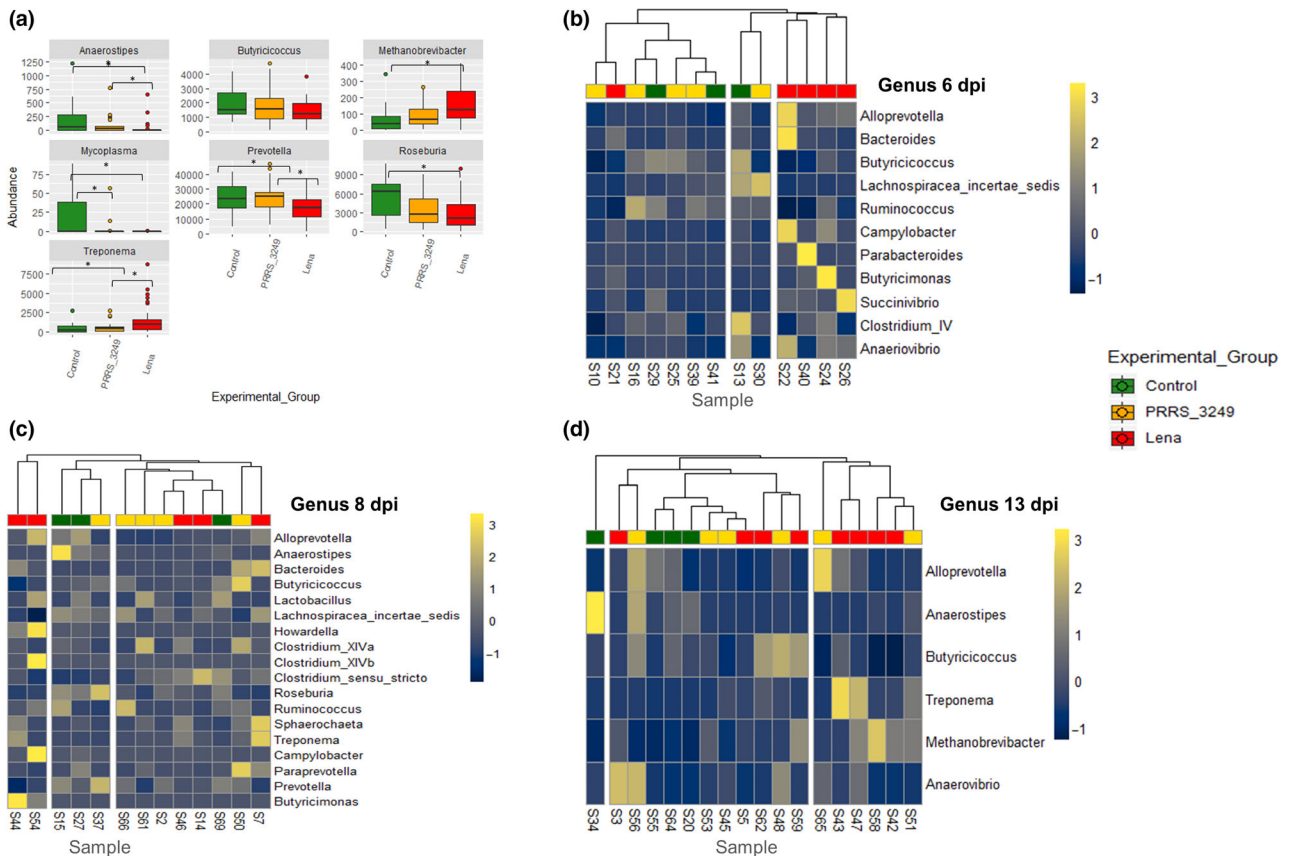 (a)
Anaerostipes
Butyricicoccus
Methanobrevibacter
1250
1000
750
500
250
0
4000
3000
2000
1000
0
400
300
200
100
0
*
*
*
Mycoplasma
Prevotella
Roseburia
75
50
25
0
40000
30000
20000
10000
0
9000
6000
3000
0
*
*
*
*
*
Treponema
7500
5000
2500
0
*
*
Abundance
Control
PRRS_3249
Lena
Control
PRRS_3249
Lena
Control
PRRS_3249
Lena
Experimental_Group
(b)
Genus 6 dpi
Alloprevotella
Bacteroides
Butyricicoccus
Lachnospiracea_incertae_sedis
Ruminococcus
Campylobacter
Parabacteroides
Butyricimonas
Succinivibrio
Clostridium_IV
Anaeriovibrio
3
2
1
0
−1
S10 S21 S16 S29 S25 S39 S41 S13 S30 S22 S40 S24 S26
Sample
Experimental_Group
Control
PRRS_3249
Lena
(c)
Genus 8 dpi
Alloprevotella
Anaerostipes
Bacteroides
Butyricicoccus
Lactobacillus
Lachnospiracea_incertae_sedis
Howardella
Clostridium_XIVa
Clostridium_XIVb
Clostridium_sensu_stricto
Roseburia
Ruminococcus
Sphaerochaeta
Treponema
Campylobacter
Paraprevotella
Prevotella
Butyricimonas
3
2
1
0
−1
S44 S54 S15 S27 S37 S66 S61 S2 S46 S14 S69 S50 S7
Sample
(d)
Genus 13 dpi
Alloprevotella
Anaerostipes
Butyricicoccus
Treponema
Methanobrevibacter
Anaerovibrio
3
2
1
0
−1
S34 S3 S56 S55 S64 S20 S53 S45 S5 S62 S48 S59 S65 S43 S47 S58 S42 S51
Sample